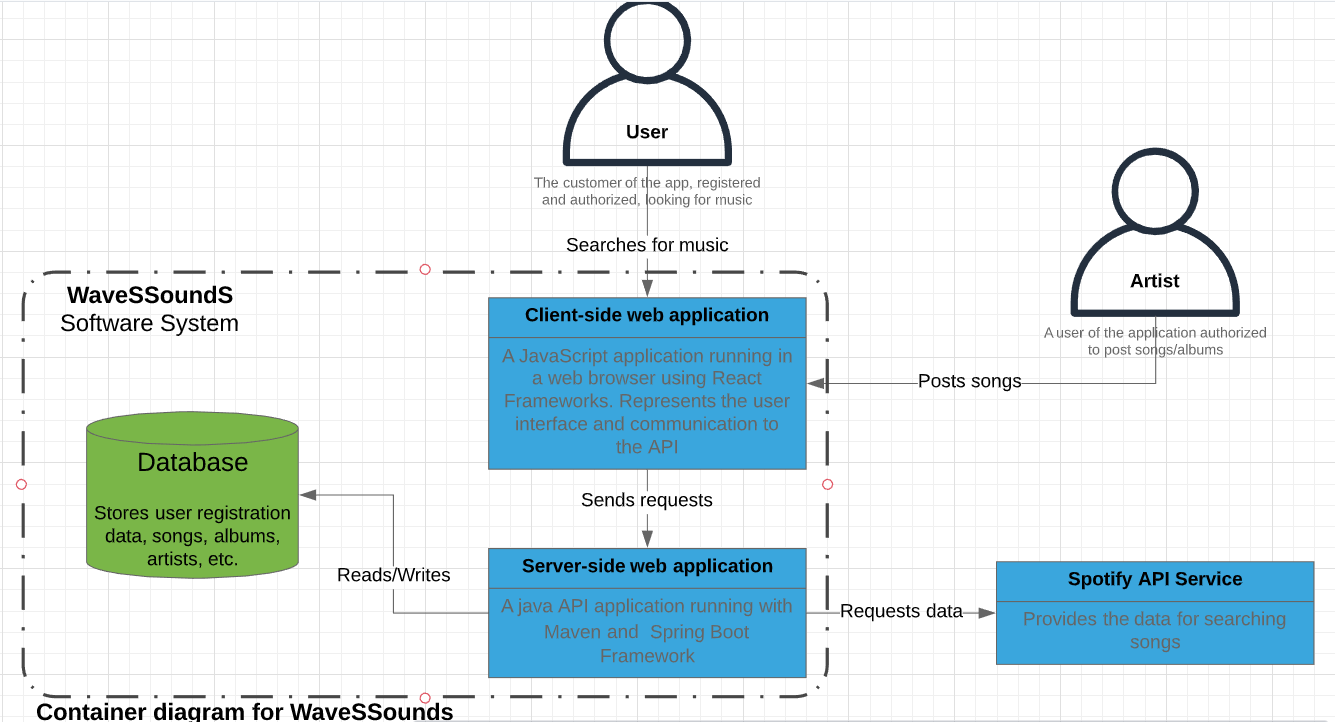 User
The customer of the app, registered
and authorized, looking for music
Searches for music
Artist
A user of the application authorized
to post songs/albums
Posts songs
WaveSSoundS
Software System
Client-side web application
A JavaScript application running in
a web browser using React
Frameworks. Represents the user
interface and communication to
the API
Sends requests
Database
Stores user registration
data, songs, albums,
artists, etc.
Reads/Writes
Server-side web application
A java API application running with
Maven and Spring Boot
Framework
Requests data
Spotify API Service
Provides the data for searching
songs
Container diagram for WaveSSounds